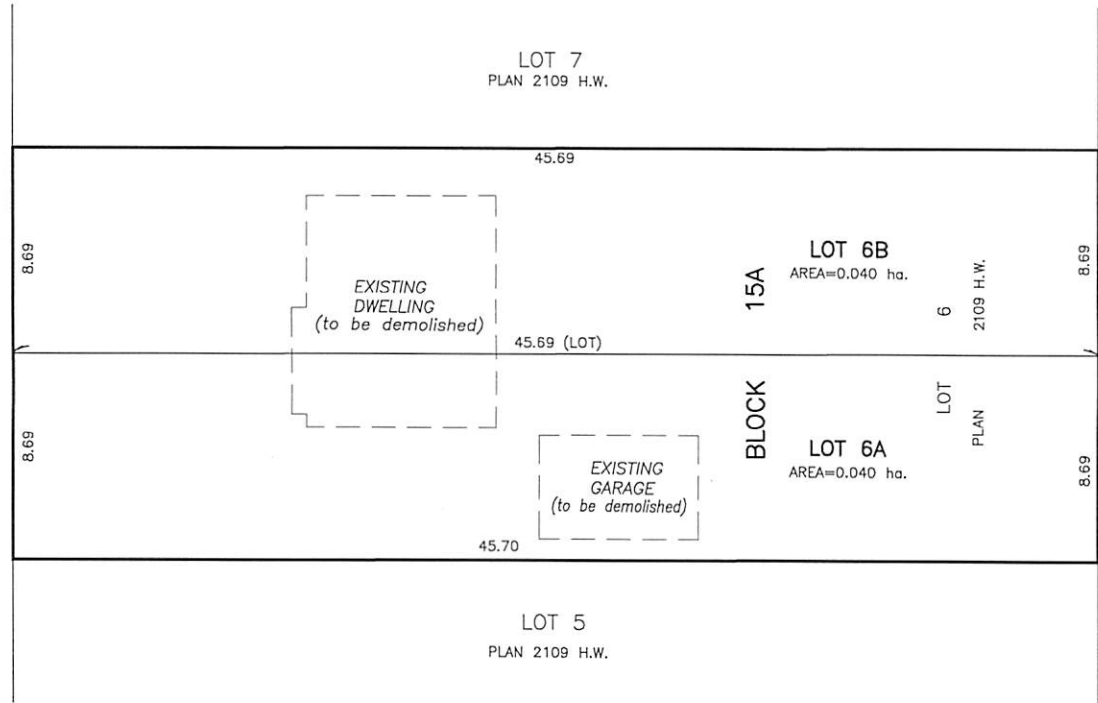 LOT 7
PLAN 2109 H.W.
45.69
8.69
EXISTING
DWELLING
(to be demolished)
15A
LOT 6B
AREA=0.040 ha.
6
2109 H.W.
8.69
45.69 (LOT)
8.69
BLOCK
LOT 6A
AREA=0.040 ha.
LOT
PLAN
8.69
EXISTING
GARAGE
(to be demolished)
45.70
LOT 5
PLAN 2109 H.W.